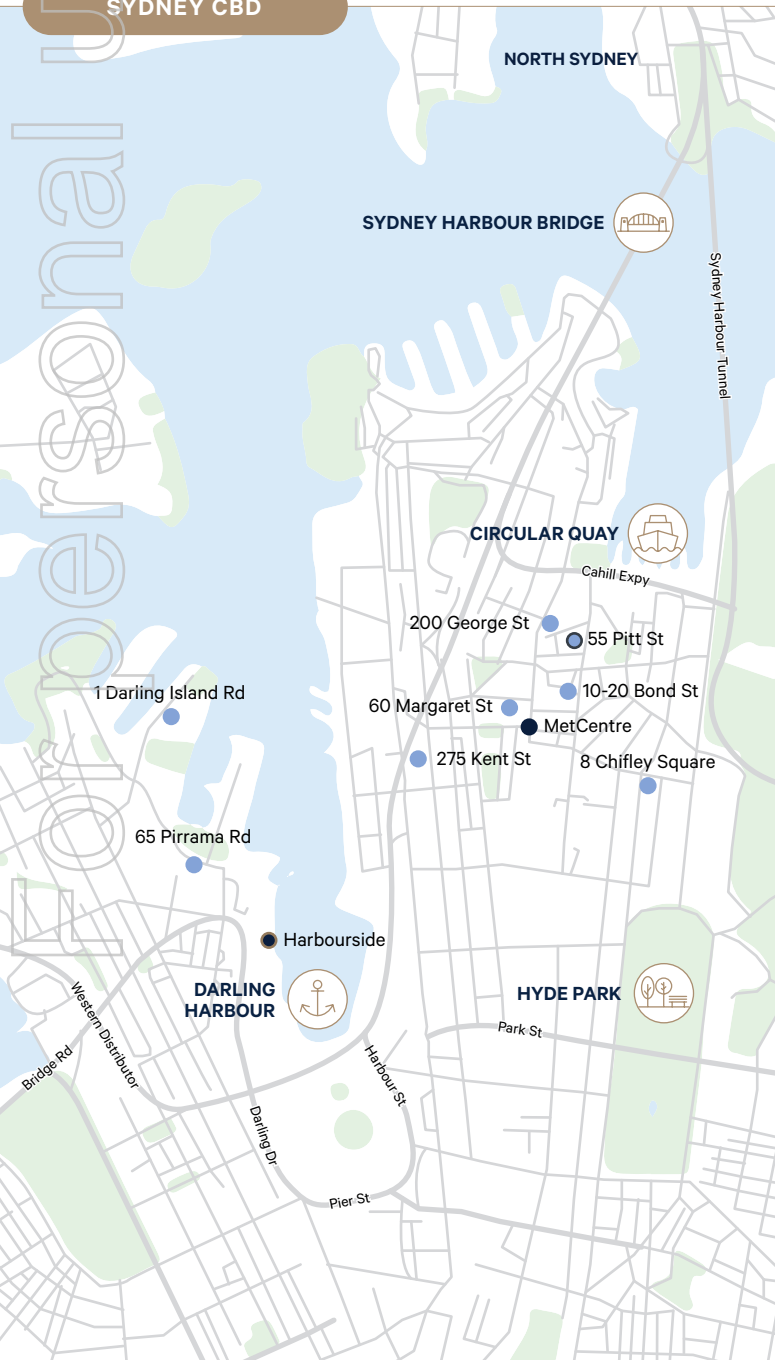 SYDNEY CBD
NORTH SYDNEY
SYDNEY HARBOUR BRIDGE
Sydney Harbour Tunnel
CIRCULAR QUAY
Cahill Expy
200 George St
55 Pitt St
1 Darling Island Rd
10-20 Bond St
60 Margaret St
MetCentre
275 Kent St
8 Chifley Square
65 Pirrama Rd
Harbourside
DARLING
HARBOUR
HYDE PARK
Western Distributor
Park St
Bridge Rd
Harbour St
Darling Dr
Pier St
For personal u